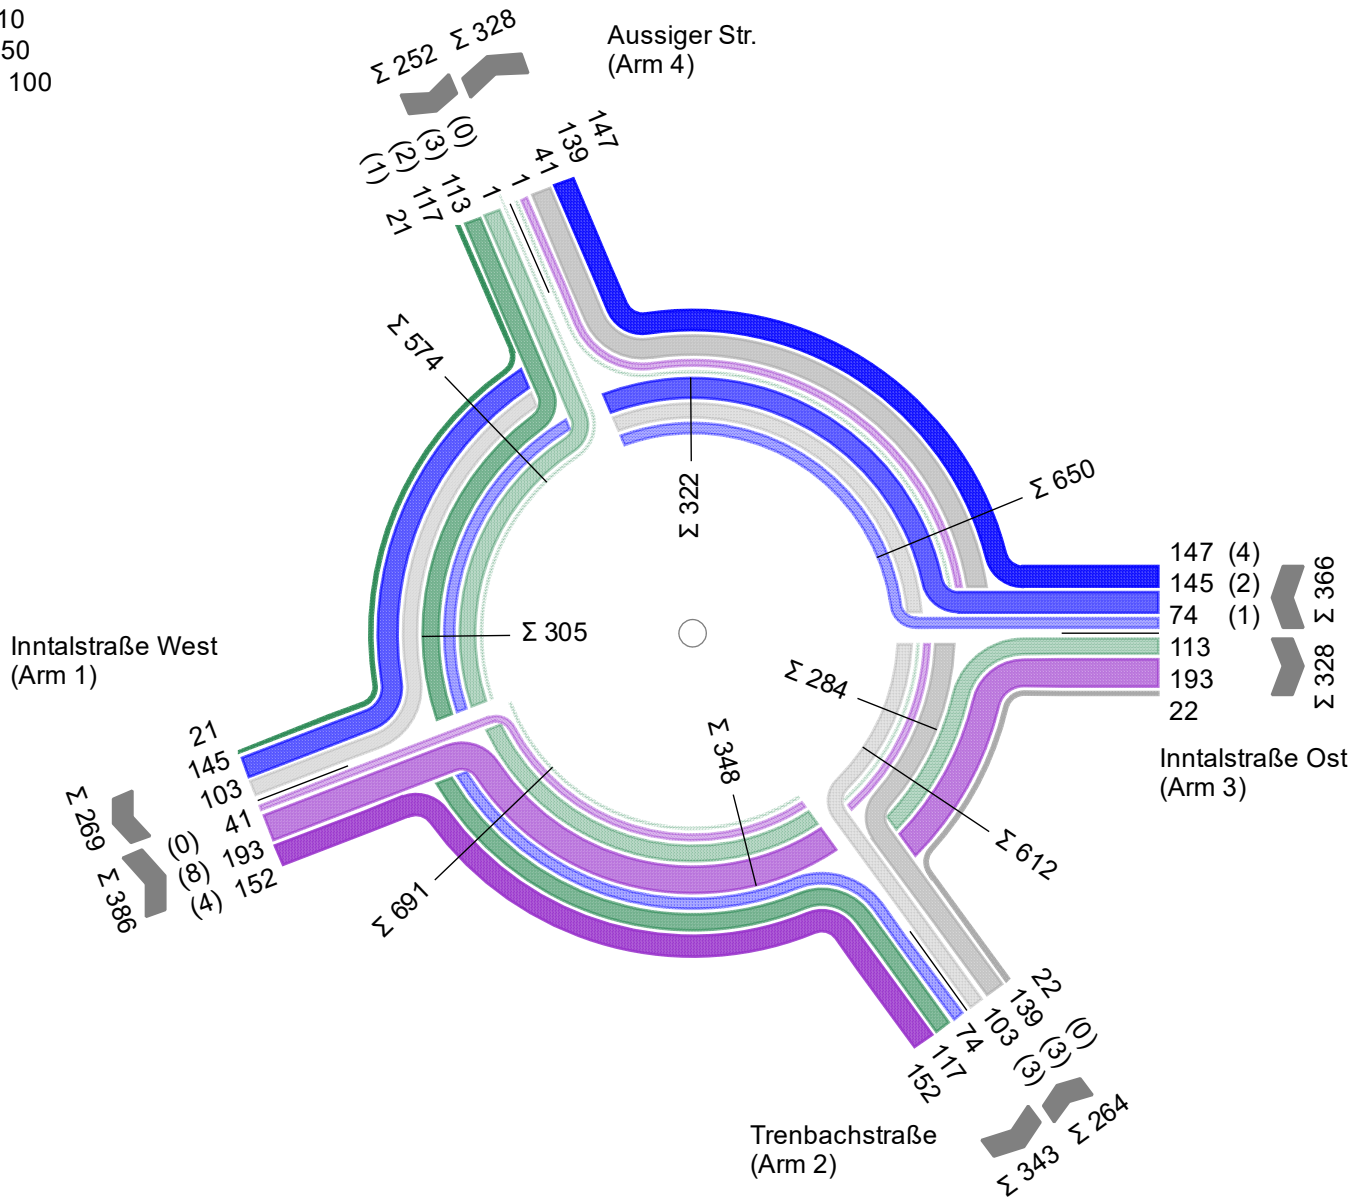 10
50
100
Σ 252
Σ 328
Aussiger Str.
(Arm 4)
(1)
(2)
(3)
(0)
21
117
113
1
1
41
139
147
Σ 574
Σ 322
Σ 650
147 (4)
145 (2)
74 (1)
113
193
22
Σ 366
Σ 328
Inntalstraße West
(Arm 1)
Σ 305
Σ 284
Σ 348
Inntalstraße Ost
(Arm 3)
21
145
103
41
193
152
(0)
(8)
(4)
Σ 269
Σ 386
Σ 691
Σ 612
22
139
103
74
117
152
(0)
(3)
(3)
Trenbachstraße
(Arm 2)
Σ 343
Σ 264